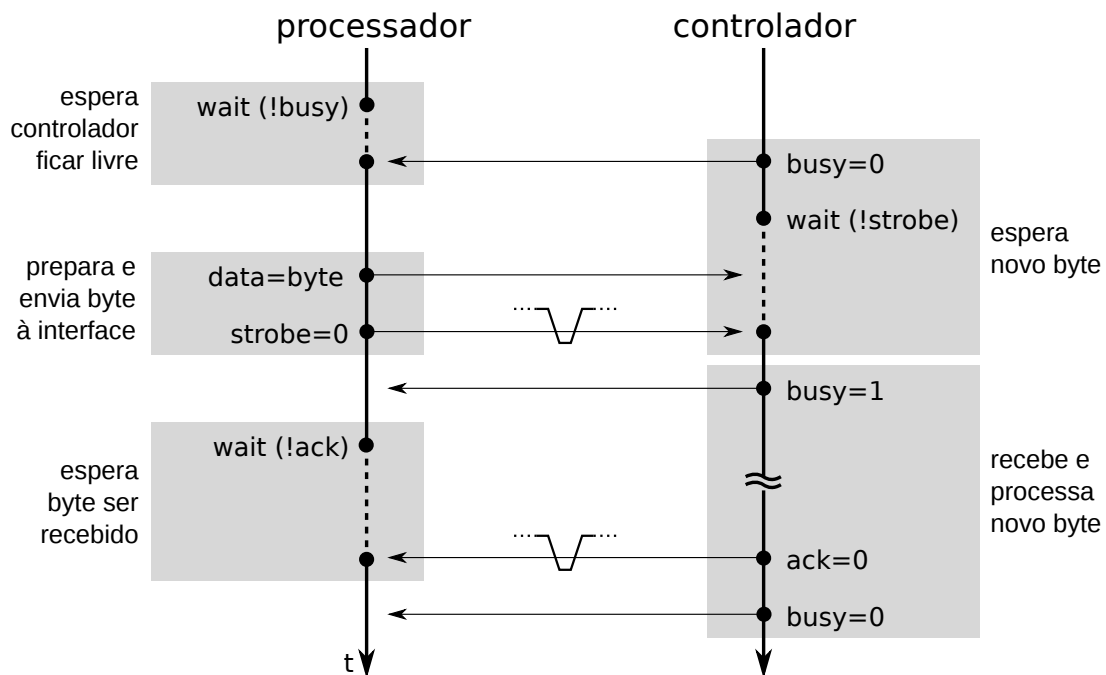 processador
controlador
espera
controlador
ficar livre
wait (!busy)
busy=0
wait (!strobe)
espera
novo byte
prepara e
envia byte
à interface
data=byte
strobe=0
busy=1
espera
byte ser
recebido
wait (!ack)
recebe e
processa
novo byte
ack=0
busy=0
t